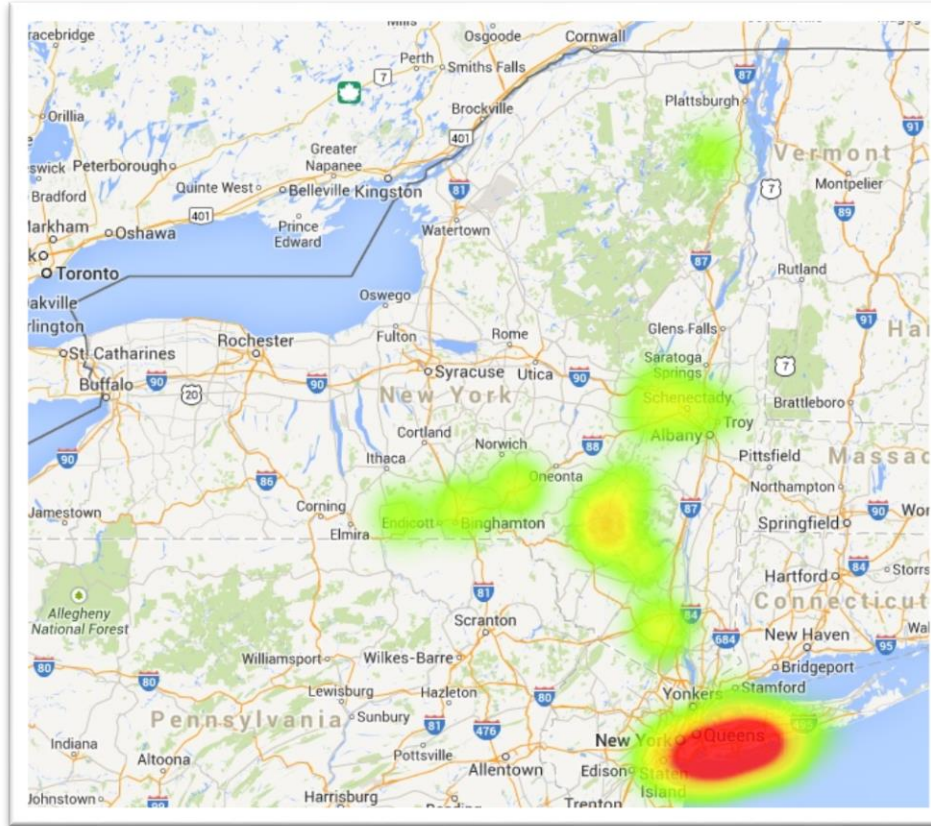 Osgoode
Cornwall
racebridge
Perth
7
Smiths Falls
87
Plattsburgh
Orillia
Brockville
401
91
Greater
Napanee
Vermont
swick
Peterborough
Bradford
Quinte West
Belleville
Kingston
81
7
Montpelier
401
Prince
Edward
89
Markham
Oshawa
Watertown
Toronto
87
Rutland
Oakville
Oswego
rlington
Fulton
Rome
Glens Falls
91
St. Catharines
Rochester
Saratoga
Springs
7
Buffalo
90
20
90
Syracuse
Utica
90
New York
Schenectady
Brattleboro
Troy
Albany
Cortland
Norwich
88
90
Ithaca
Oneonta
Pittsfield
Massac
86
Northampton
Jamestown
Corning
Endicott
Binghamton
87
90
Wor
Elmira
Springfield
Hartford
84
Storrs
81
Connecticut
Allegheny
National Forest
Scranton
84
684
New Haven
Williamsport
Wilkes-Barre
95
80
80
Bridgeport
Lewisburg
Hazleton
80
Yonkers
Stamford
Pennsylvania
Sunbury
81
476
New York
Queens
Indiana
Altoona
Pottsville
Allentown
Edison
Staten
Island
Johnstown
99
Harrisburg
Trenton